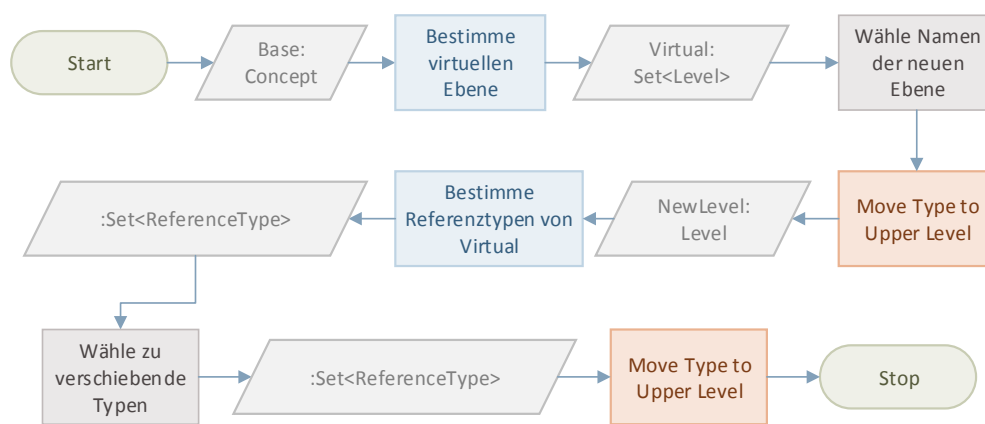 Start
Base:
Concept
Bestimme
virtuellen
Ebene
Virtual:
Set<Level>
Wähle Namen
der neuen
Ebene
Move Type to
Upper Level
NewLevel:
Level
Bestimme
Referenztypen von
Virtual
:Set<ReferenceType>
Wähle zu
verschiebende
Typen
:Set<ReferenceType>
Move Type to
Upper Level
Stop